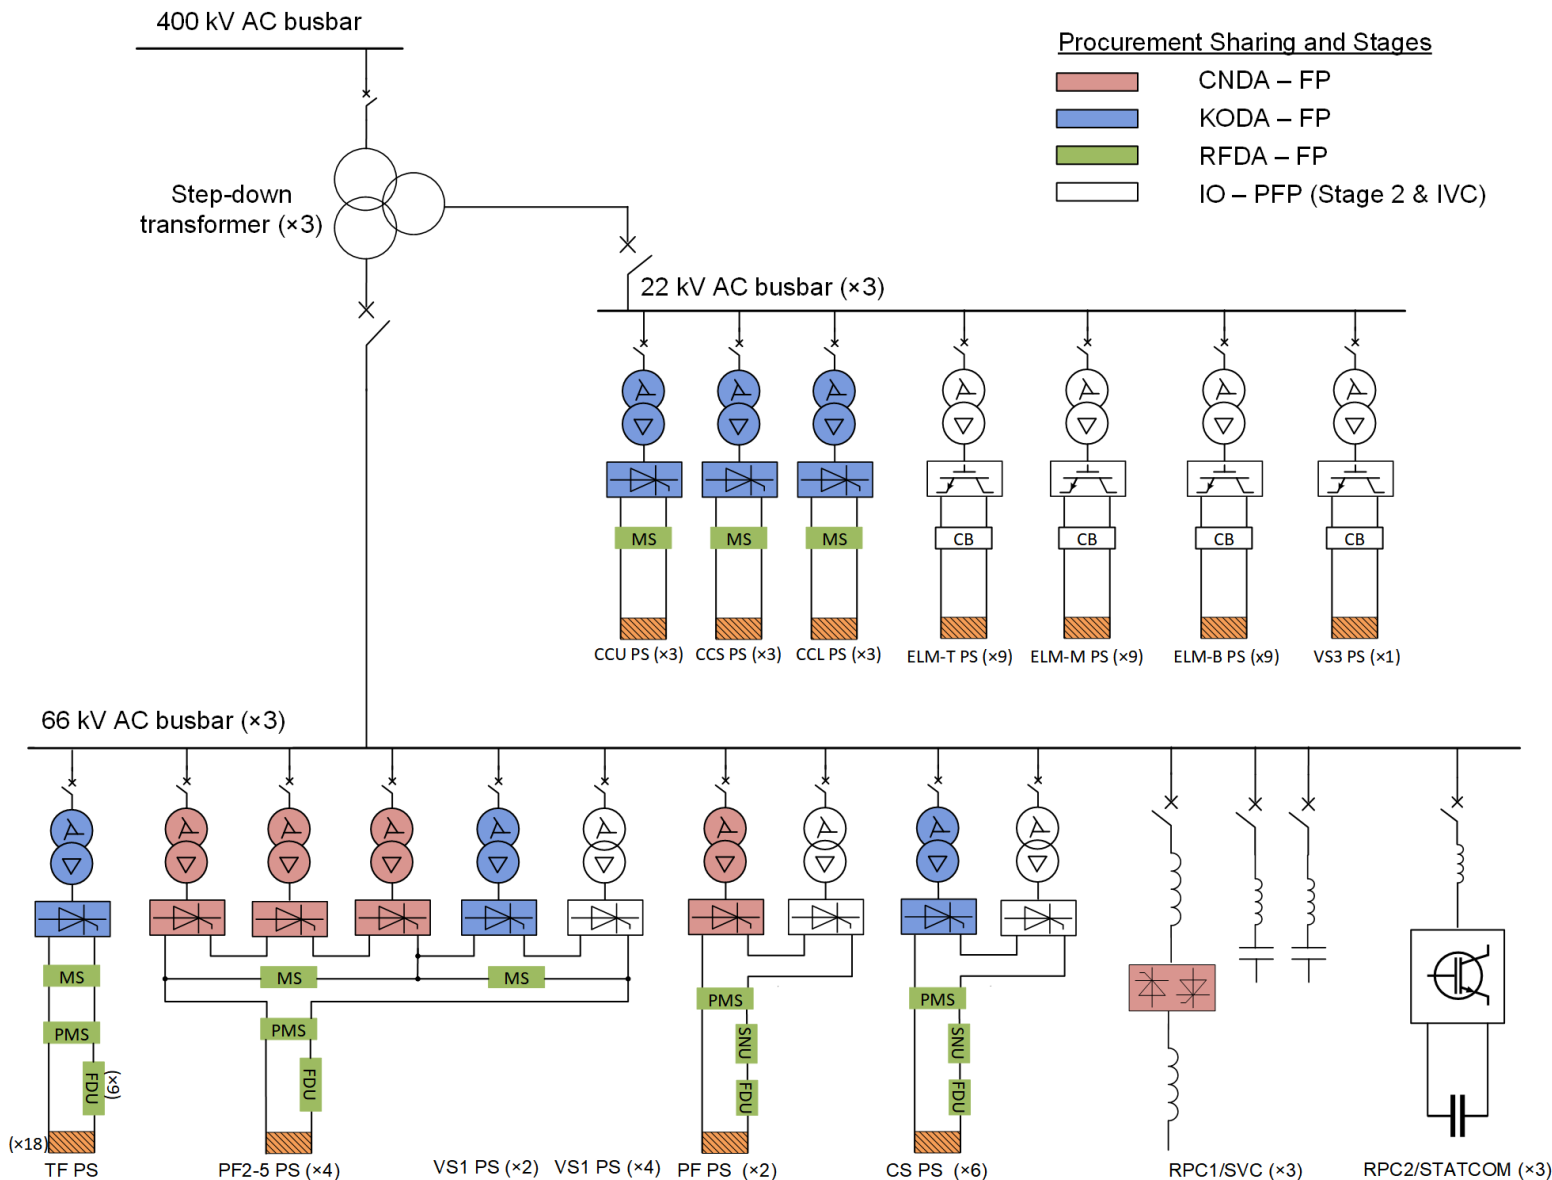 400 kV AC busbar
Procurement Sharing and Stages
CNDA – FP
KODA – FP
RFDA – FP
IO – PFP (Stage 2 & IVC)
Step-down
transformer (×3)
22 kV AC busbar (×3)
MS MS MS CB CB CB CB
CCU PS (×3) CCS PS (×3) CCL PS (×3) ELM-T PS (×9) ELM-M PS (×9) ELM-B PS (x9) VS3 PS (×1)
66 kV AC busbar (×3)
MS MS MS
PMS PMS PMS PMS
SNU SNU
FDU (×9) FDU FDU FDU
(×18)
TF PS PF2-5 PS (×4) VS1 PS (×2) VS1 PS (×4) PF PS (×2) CS PS (×6) RPC1/SVC (×3) RPC2/STATCOM (×3)